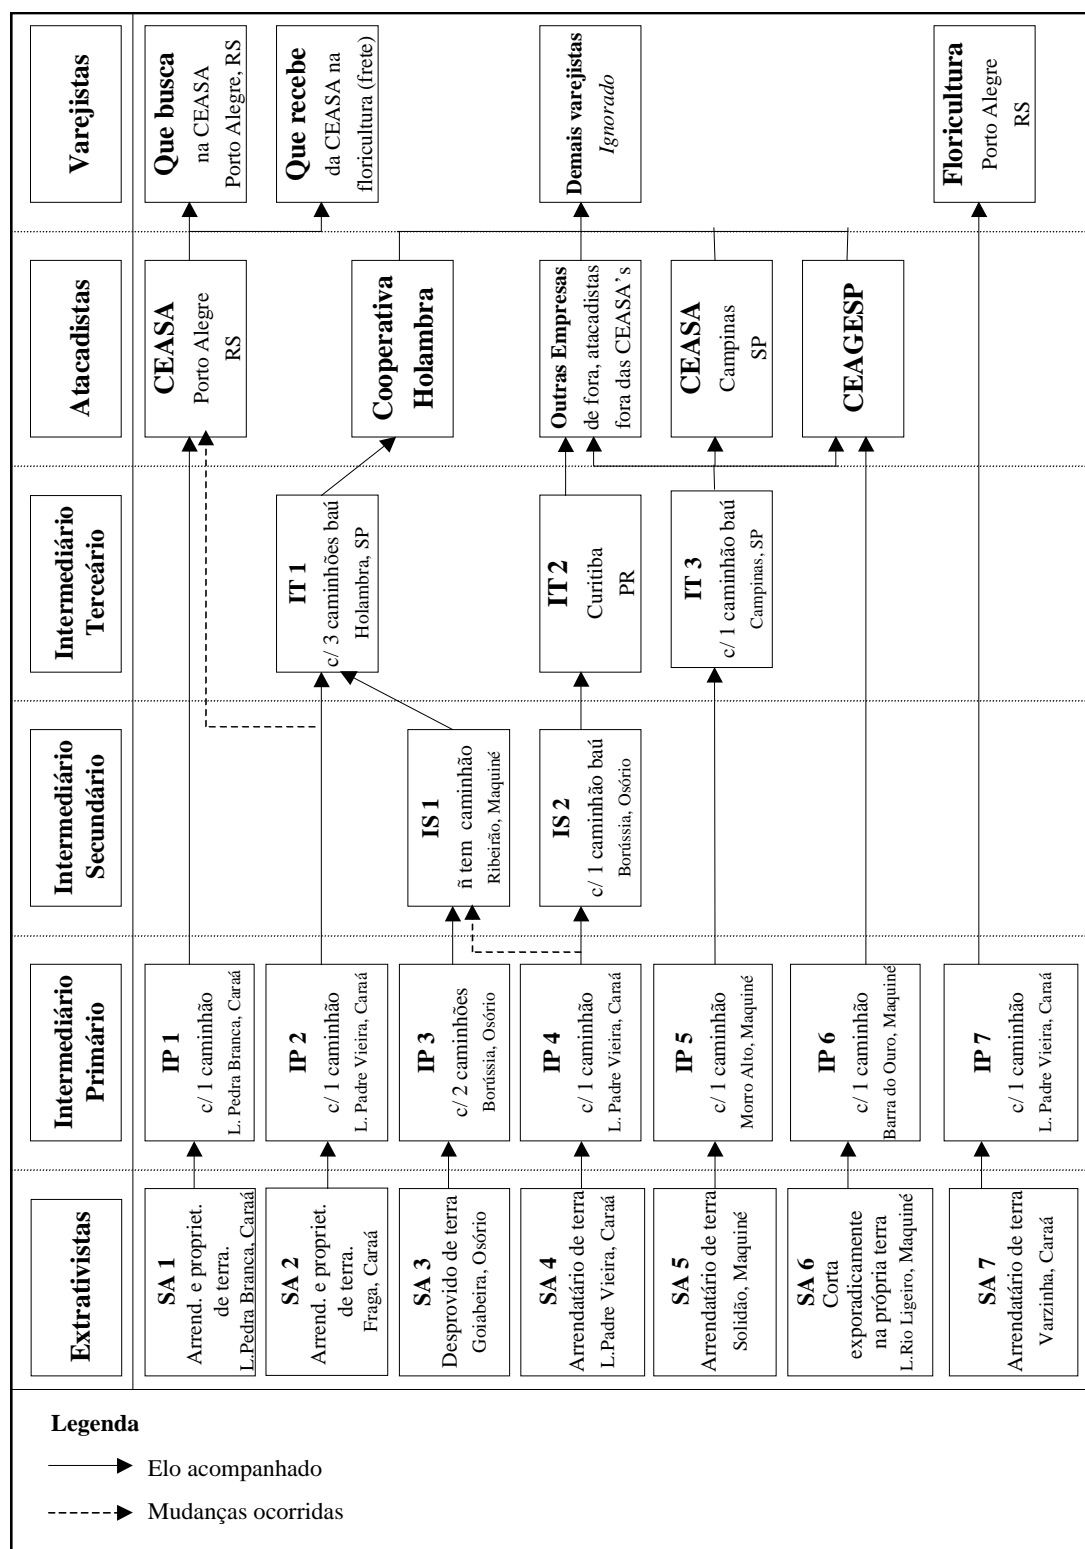 Varejistas
Que busca
na CEASA
Porto Alegre, RS
Que recebe
da CEASA na
floricultura (frete)
Demais varejistas
Ignorado
Floricultura
Porto Alegre
RS
Atacadistas
CEASA
Porto Alegre
RS
Cooperativa
Holambra
Outras Empresas
de fora, atacadistas
fora das CEASA's
CEASA
Campinas
SP
CEAGESP
Intermediário
Terceário
IT 1
c/ 3 caminhões baú
Holambra, SP
IT 2
Curitiba
PR
IT 3
c/ 1 caminhão baú
Campinas, SP
Intermediário
Secundário
IS 1
ñ tem caminhão
Ribeirão, Maquiné
IS 2
c/ 1 caminhão baú
Borússia, Osório
Intermediário
Primário
IP 1
c/ 1 caminhão
L. Pedra Branca, Caraá
IP 2
c/ 1 caminhão
L. Padre Vieira, Caraá
IP 3
c/ 2 caminhões
Borússia, Osório
IP 4
c/ 1 caminhão
L. Padre Vieira, Caraá
IP 5
c/ 1 caminhão
Morro Alto, Maquiné
IP 6
c/ 1 caminhão
Barra do Ouro, Maquiné
IP 7
c/ 1 caminhão
L. Padre Vieira, Caraá
Extrativistas
SA 1
Arrend. e propriet.
de terra.
L.Pedra Branca, Caraá
SA 2
Arrend. e propriet.
de terra.
Fraga, Caraá
SA 3
Desprovido de terra
Goiabeira, Osório
SA 4
Arrendatário de terra
L.Padre Vieira, Caraá
SA 5
Arrendatário de terra
Solidão, Maquiné
SA 6
Corta
exporadicamente
na própria terra
L.Rio Ligeiro, Maquiné
SA 7
Arrendatário de terra
Varzinha, Caraá
Legenda
Elo acompanhado
Mudanças ocorridas